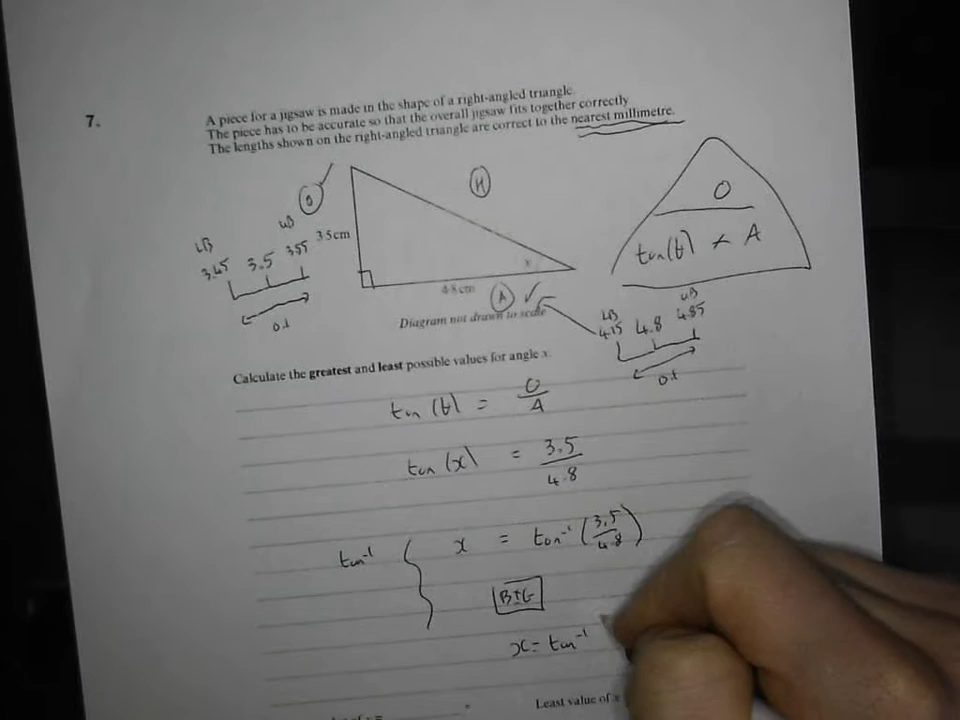 7.
A piece for a jigsaw is made in the shape of a right-angled triangle.
The piece has to be accurate so that the overall jigsaw fits together correctly.
The lengths shown on the right-angled triangle are correct to the nearest millimetre.
O
H
O
tan(θ) × A
LB
3.45
3.5
UB
3.55
0.1
3.5cm
x
4.8cm
A
Diagram not drawn to scale
LB
4.75
4.8
UB
4.85
0.1
Calculate the greatest and least possible values for angle x.
tan(θ) = O/A
tan(x) = 3.5/4.8
tan⁻¹
x = tan⁻¹(3.5/4.8)
x = tan⁻¹
Least value of x